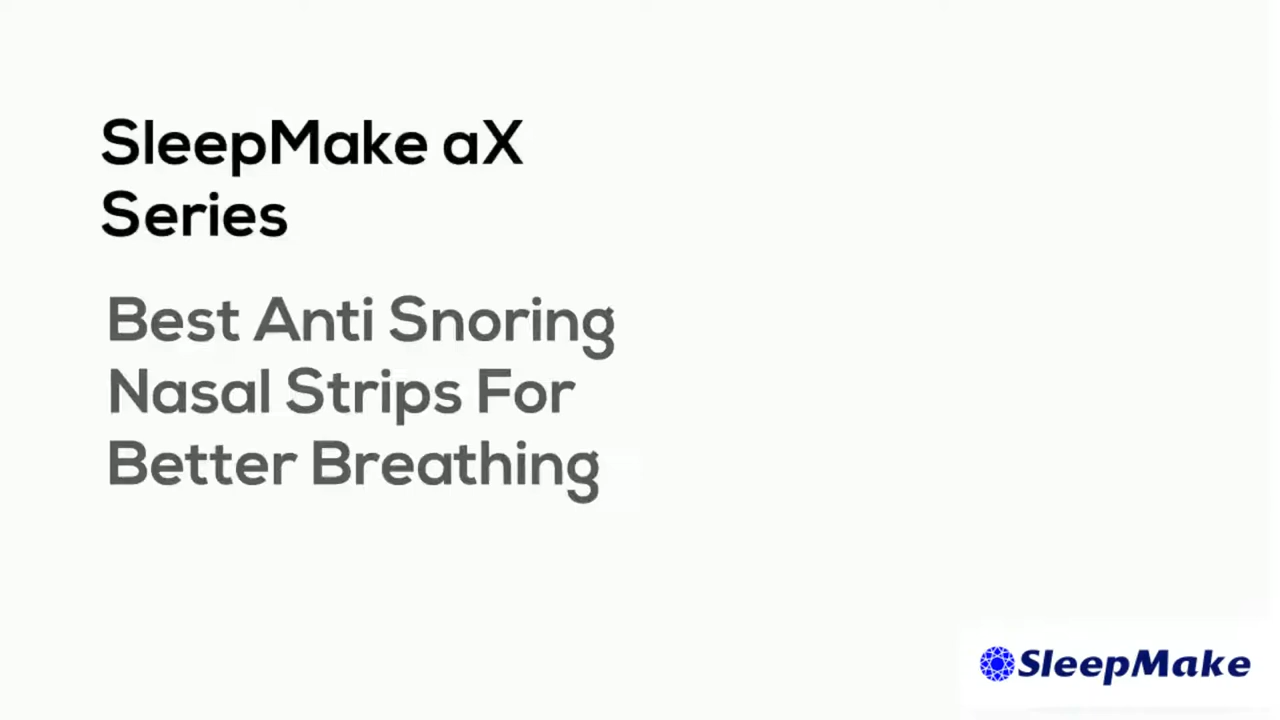 SleepMake aX
Series
Best Anti Snoring
Nasal Strips For
Better Breathing
SleepMake